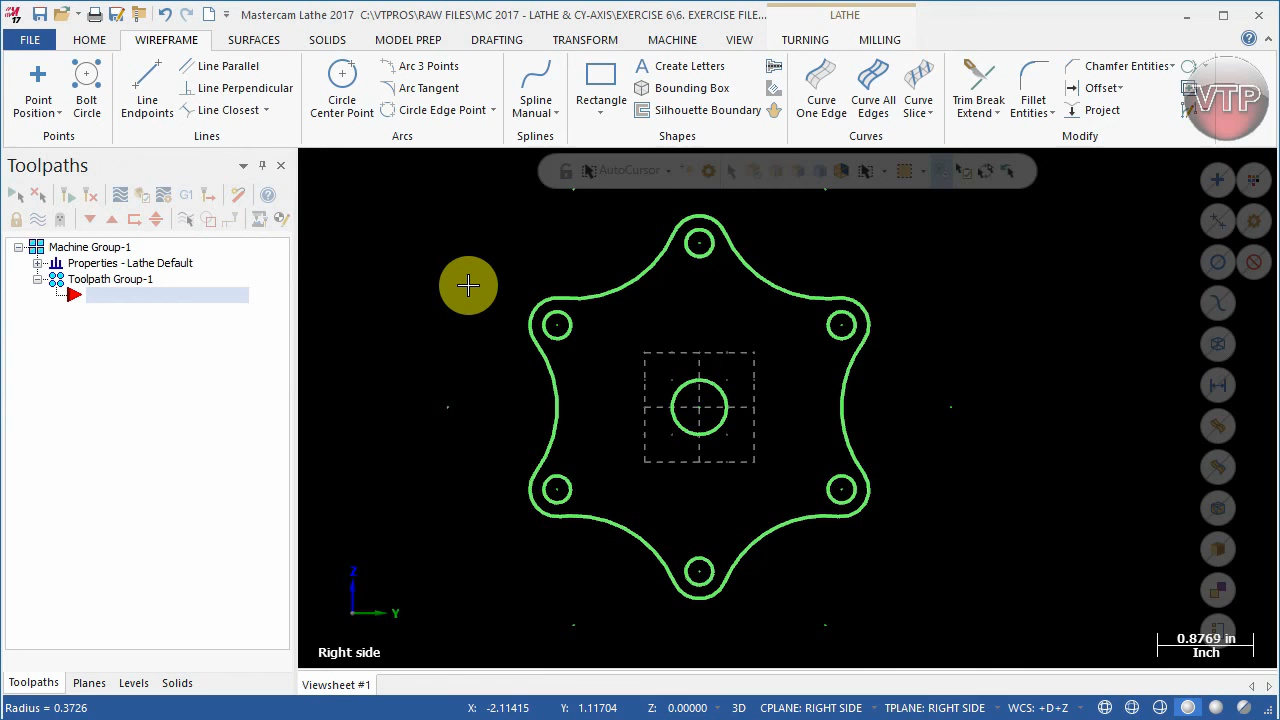 Mastercam Lathe 2017 - C:\VTPROS\RAW FILES\MC 2017 - LATHE & CY-AXIS\EXERCISE 6\6. EXERCISE FILE...
LATHE
FILE HOME WIREFRAME SURFACES SOLIDS MODEL PREP DRAFTING TRANSFORM MACHINE VIEW TURNING MILLING
Point Position
Bolt Circle
Points
Line Endpoints
Line Parallel
Line Perpendicular
Line Closest
Lines
Circle Center Point
Arc 3 Points
Arc Tangent
Circle Edge Point
Arcs
Spline Manual
Splines
Rectangle
Create Letters
Bounding Box
Silhouette Boundary
Shapes
Curve One Edge
Curve All Edges
Curve Slice
Curves
Trim Break Extend
Fillet Entities
Chamfer Entities
Offset
Project
Modify
VTP
Toolpaths
G1
Machine Group-1
Properties - Lathe Default
Toolpath Group-1
AutoCursor
Z
Y
Right side
0.8769 in
Inch
Toolpaths Planes Levels Solids
Viewsheet #1
Radius = 0.3726 X: -2.11415 Y: 1.11704 Z: 0.00000 3D CPLANE: RIGHT SIDE TPLANE: RIGHT SIDE WCS: +D+Z